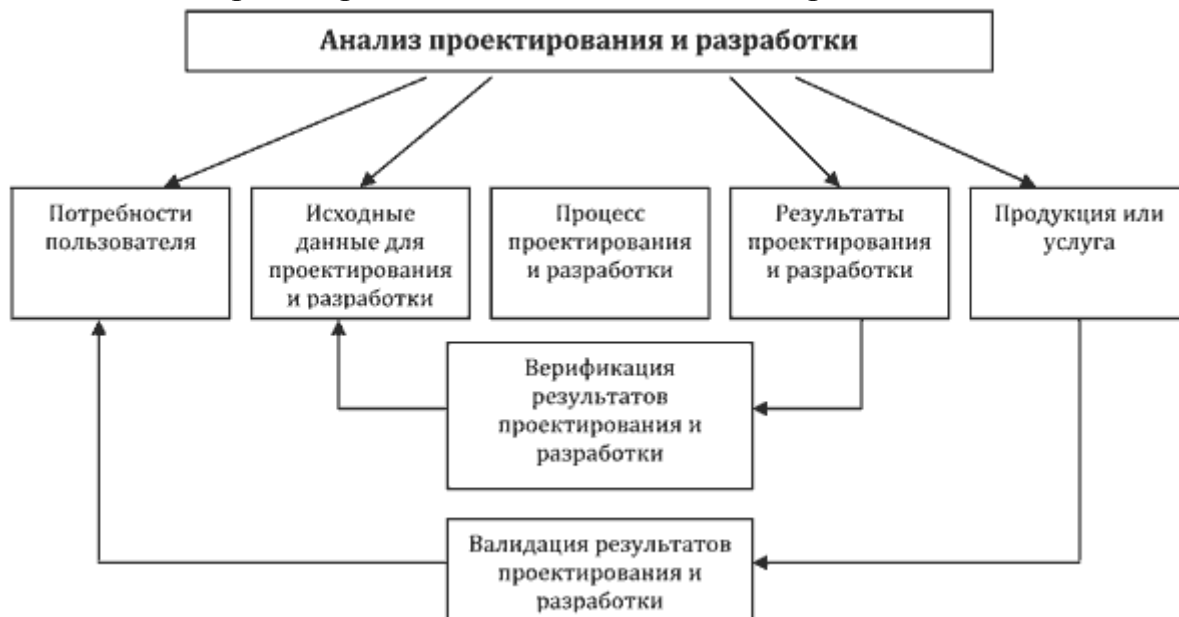 Анализ проектирования и разработки
Потребности
пользователя
Исходные
данные для
проектирования
и разработки
Процесс
проектирования
и разработки
Результаты
проектирования
и разработки
Продукция или
услуга
Верификация
результатов
проектирования и
разработки
Валидация результатов
проектирования и
разработки